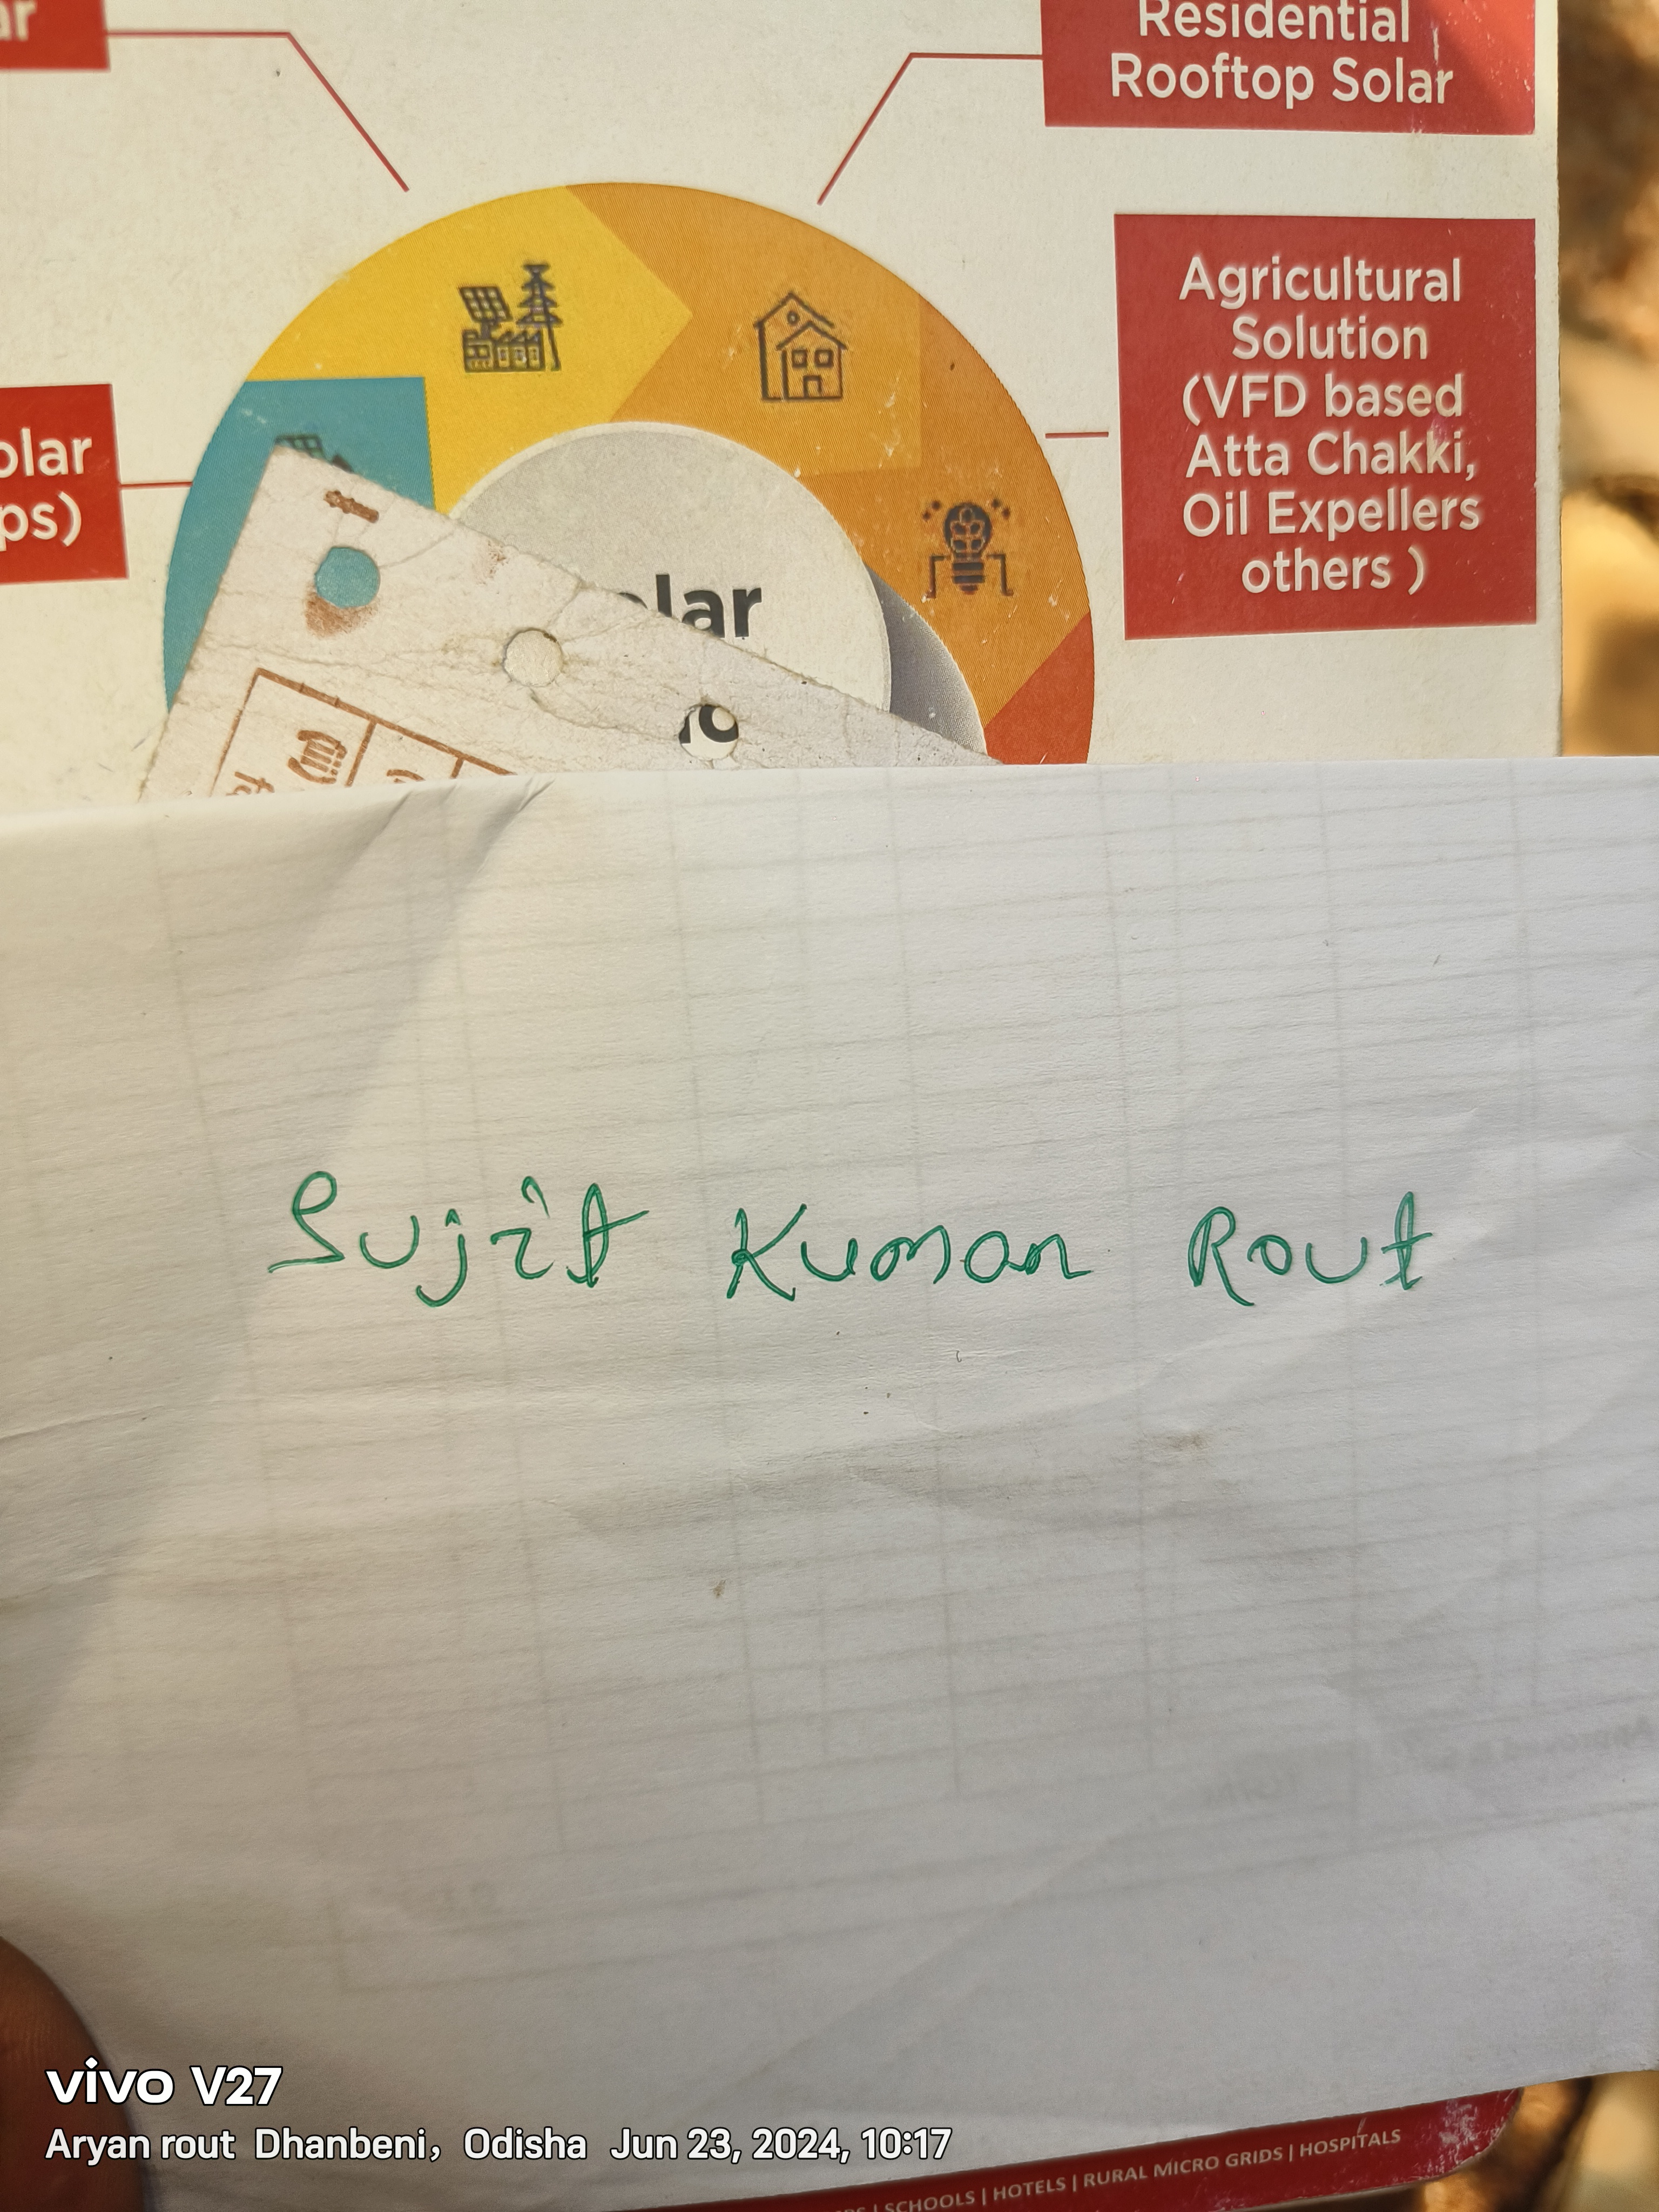 Residential
Rooftop Solar
Agricultural
Solution
(VFD based
Atta Chakki,
Oil Expellers
others )
Sujit Kumar Rout
vivo V27
Aryan rout Dhanbeni, Odisha Jun 23, 2024, 10:17
| SCHOOLS | HOTELS | RURAL MICRO GRIDS | HOSPITALS